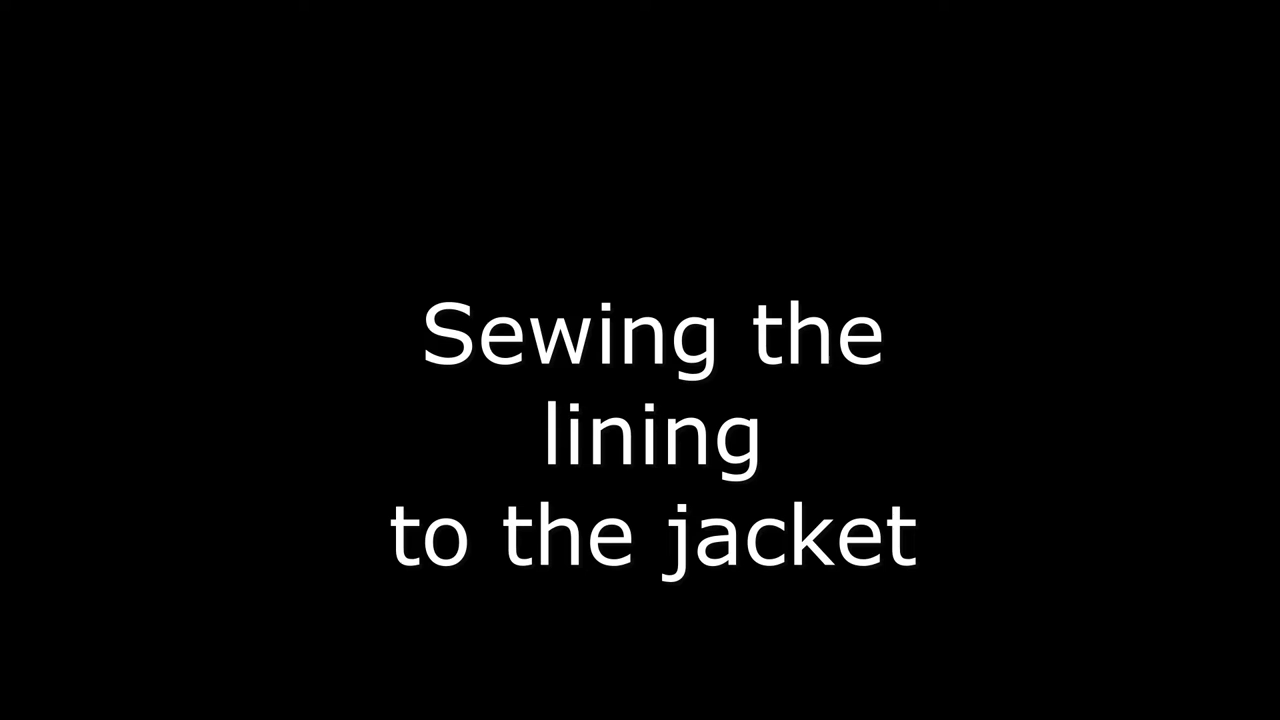 Sewing the
lining
to the jacket